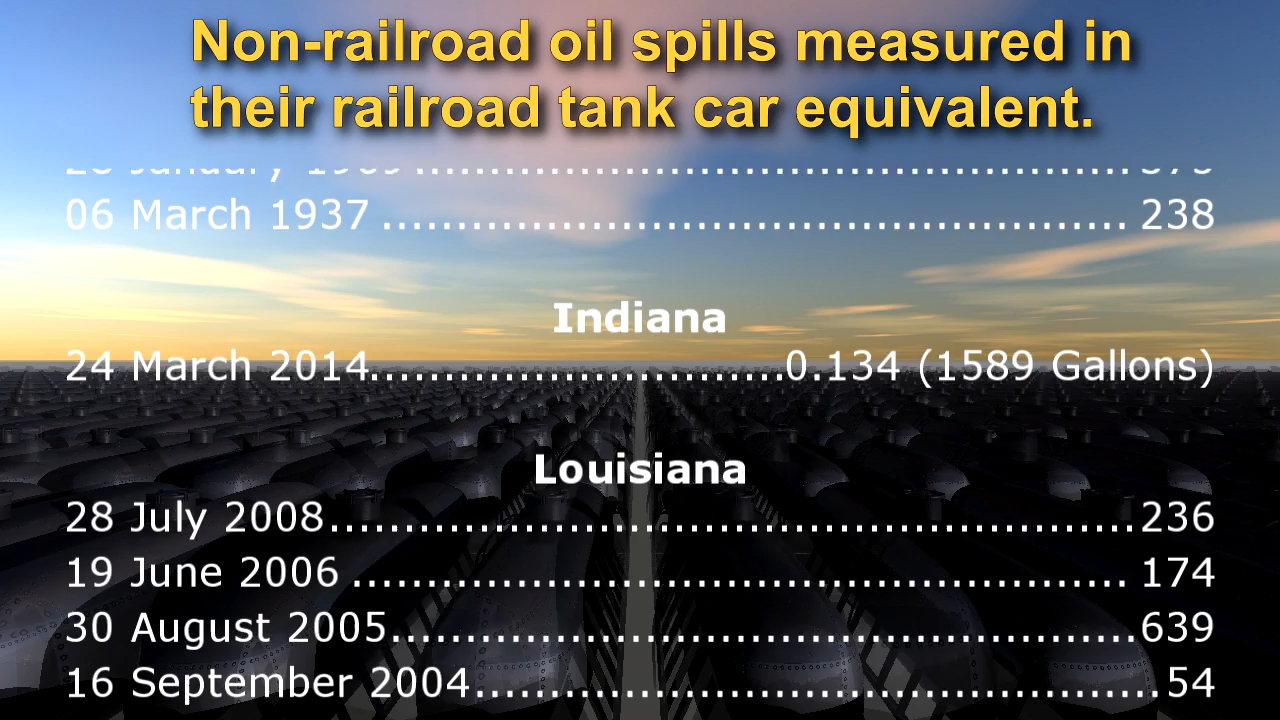 Non-railroad oil spills measured in
their railroad tank car equivalent.
06 March 1937 ........................................................ 238
Indiana
24 March 2014............................0.134 (1589 Gallons)
Louisiana
28 July 2008......................................................236
19 June 2006 .................................................... 174
30 August 2005..................................................639
16 September 2004..............................................54